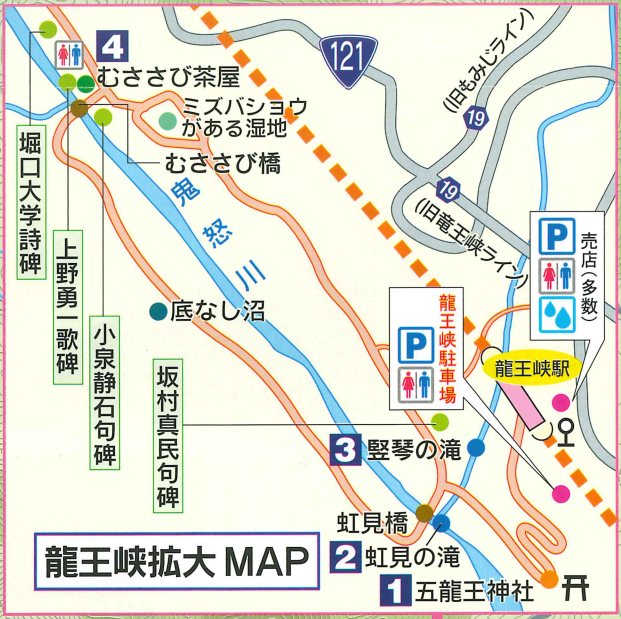 4
むささび茶屋
ミズバショウ
がある湿地
むささび橋
121
(旧もみじライン)
19
19
(旧竜王峡ライン)
堀口大学詩碑
上野勇一歌碑
小泉静石句碑
坂村真民句碑
鬼怒川
底なし沼
P
売店(多数)
龍王峡駐車場
P
龍王峡駅
3 竪琴の滝
虹見橋
2 虹見の滝
1 五龍王神社
龍王峡拡大 MAP